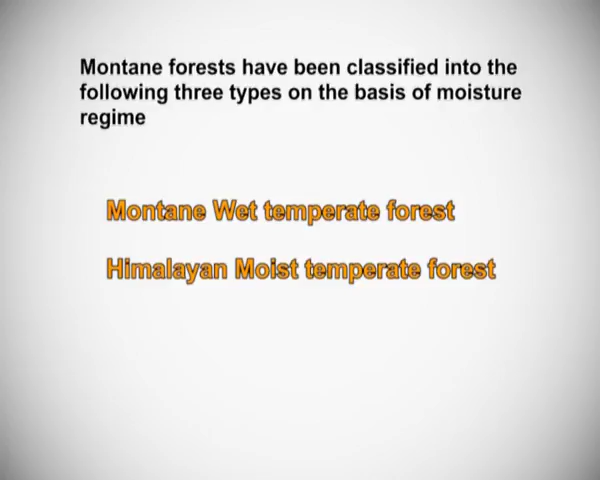 Montane forests have been classified into the
following three types on the basis of moisture
regime
Montane Wet temperate forest
Himalayan Moist temperate forest